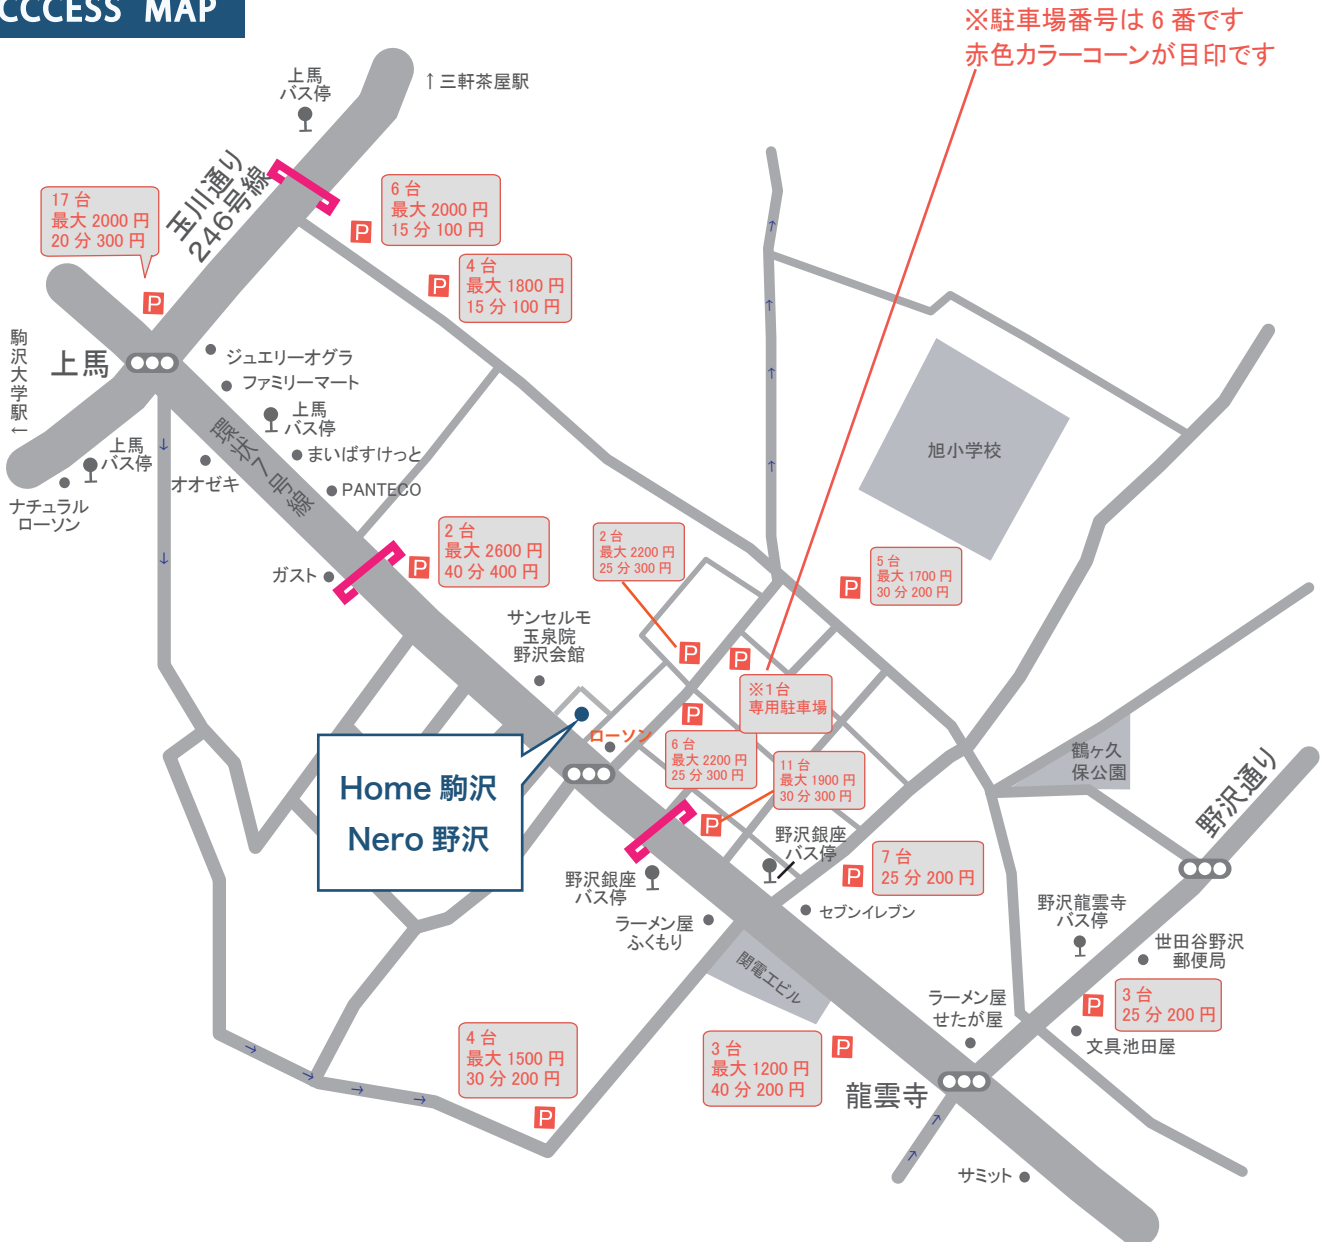 CCCESS MAP
※駐車場番号は6番です
赤色カラーコーンが目印です
上馬
バス停
↑三軒茶屋駅
玉川通り
246号線
17台
最大2000円
20分300円
P
6台
最大2000円
15分100円
P
4台
最大1800円
15分100円
P
駒沢大学駅←
上馬
ジュエリーオグラ
ファミリーマート
上馬
バス停
まいばすけっと
PANTECO
環状7号線
上馬
バス停
オオゼキ
ナチュラル
ローソン
旭小学校
ガスト
P
2台
最大2600円
40分400円
2台
最大2200円
25分300円
P
P
5台
最大1700円
30分200円
P
サンセルモ
玉泉院
野沢会館
※1台
専用駐車場
ローソン
P
6台
最大2200円
25分300円
11台
最大1900円
30分300円
P
Home 駒沢
Nero 野沢
鶴ヶ久
保公園
野沢通り
野沢銀座
バス停
野沢銀座
バス停
7台
25分200円
P
セブンイレブン
ラーメン屋
ふくもり
関電工ビル
野沢龍雲寺
バス停
世田谷野沢
郵便局
P
3台
25分200円
文具池田屋
ラーメン屋
せたが屋
4台
最大1500円
30分200円
P
3台
最大1200円
40分200円
P
龍雲寺
サミット